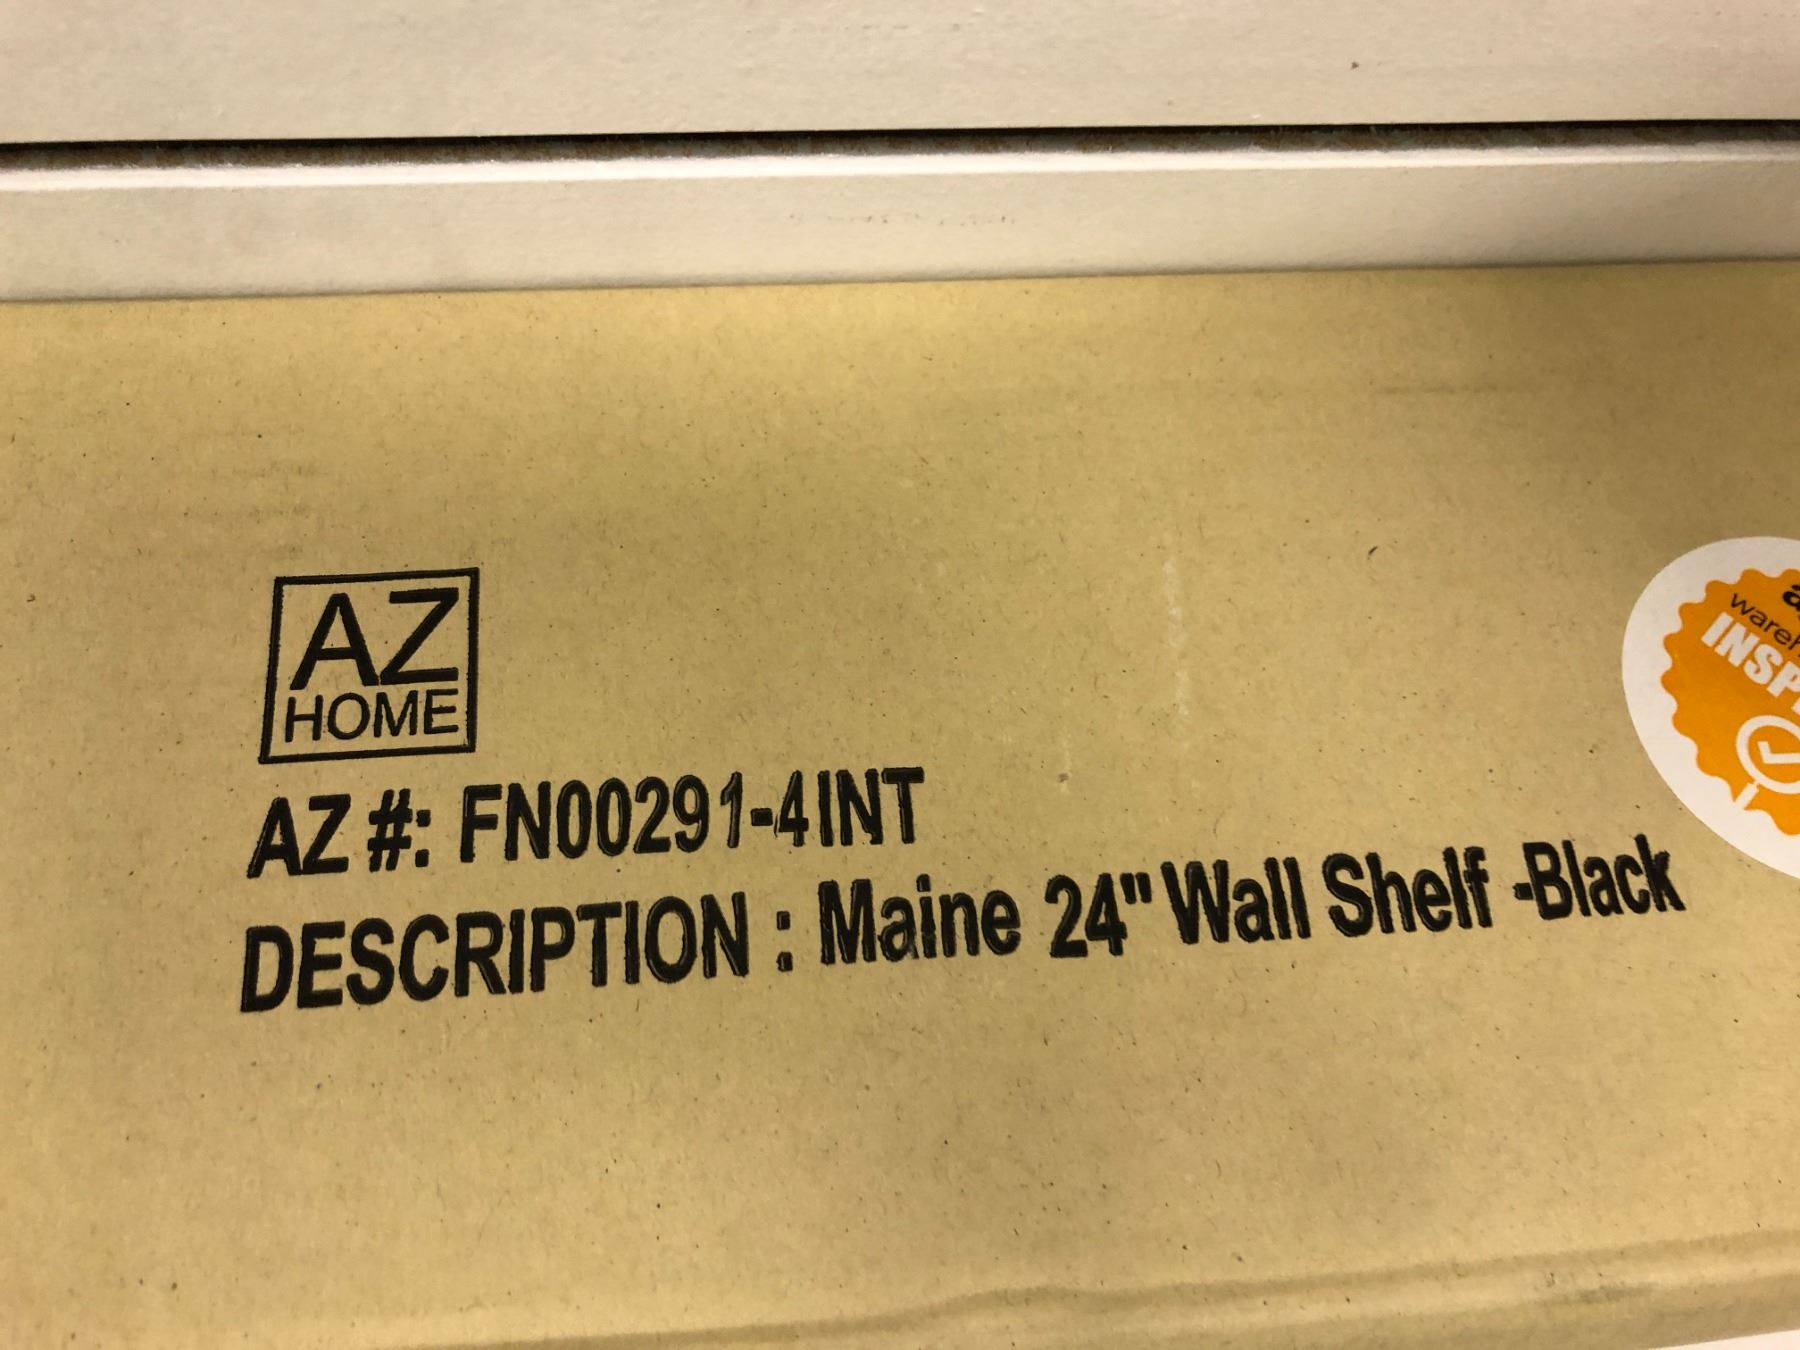 AZ
HOME
AZ #: FN00291-4INT
DESCRIPTION : Maine 24" Wall Shelf -Black